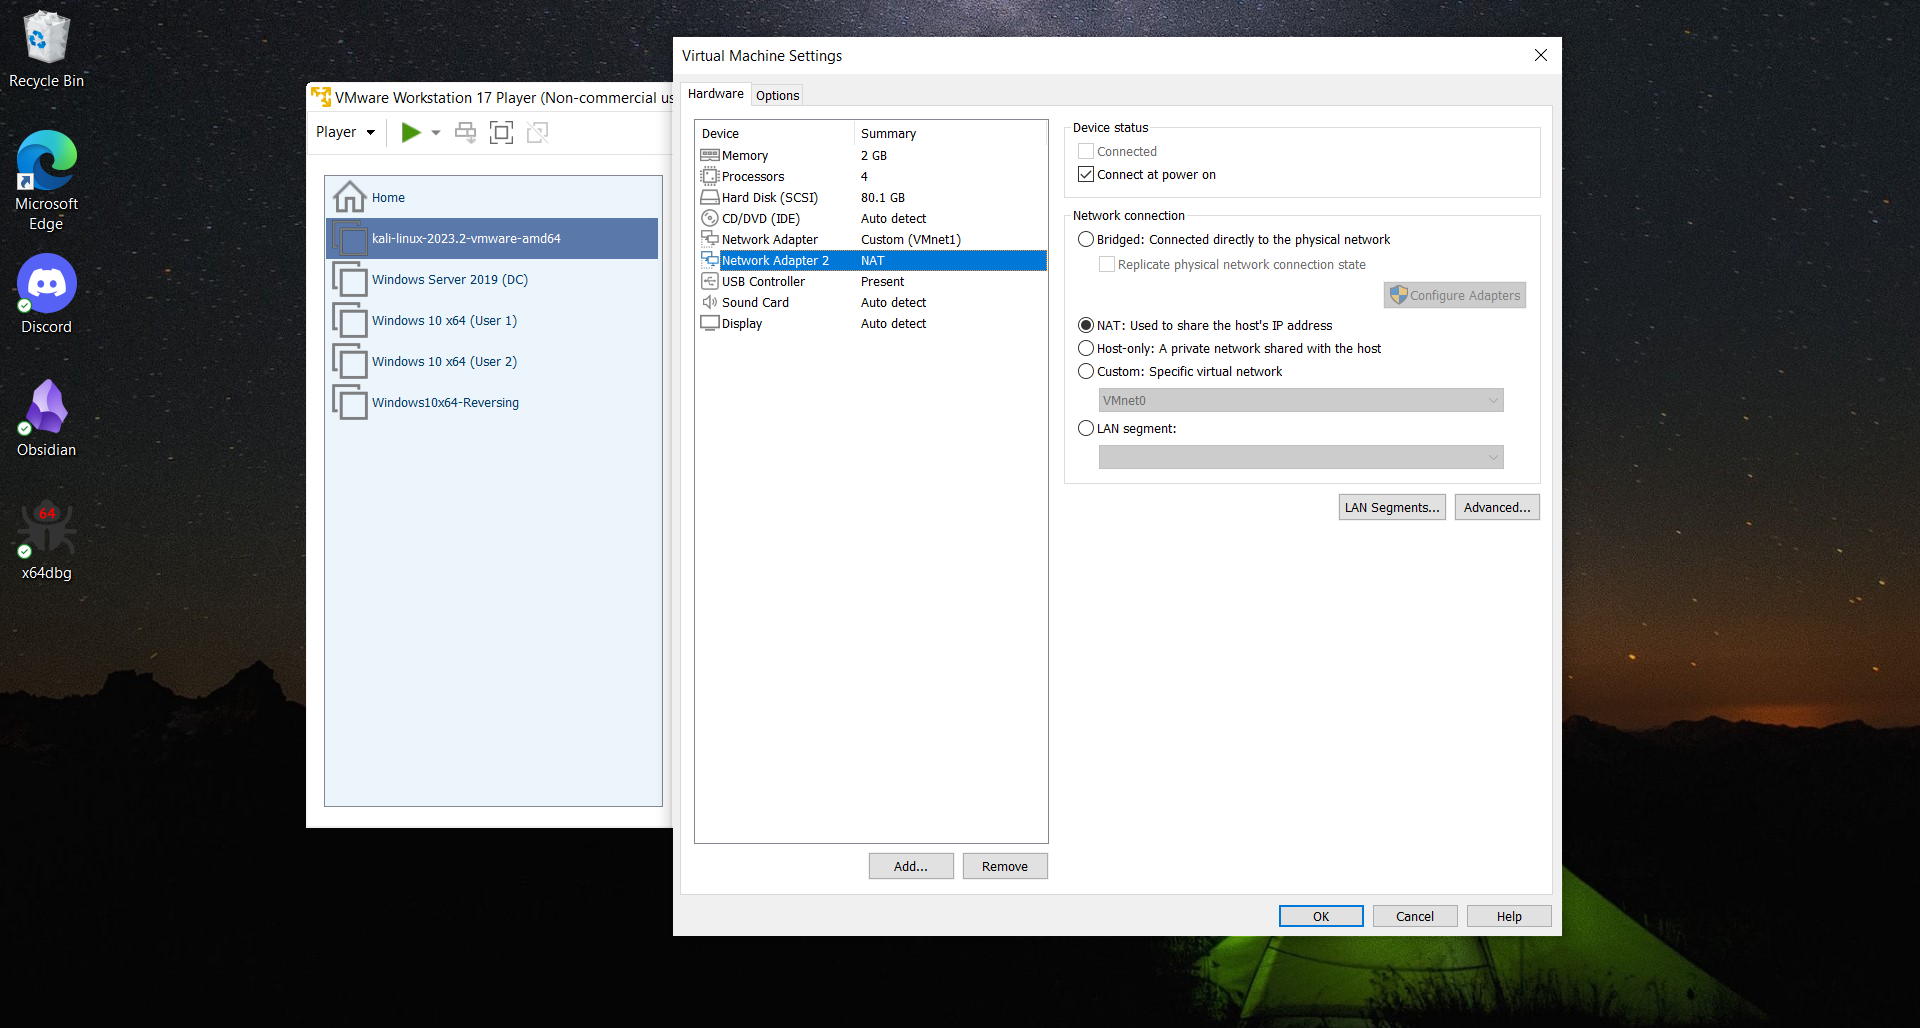 Recycle Bin
Microsoft
Edge
Discord
Obsidian
64
x64dbg
VMware Workstation 17 Player (Non-commercial us
Player
Home
kali-linux-2023.2-vmware-amd64
Windows Server 2019 (DC)
Windows 10 x64 (User 1)
Windows 10 x64 (User 2)
Windows10x64-Reversing
Virtual Machine Settings
Hardware
Options
Device Summary
Memory 2 GB
Processors 4
Hard Disk (SCSI) 80.1 GB
CD/DVD (IDE) Auto detect
Network Adapter Custom (VMnet1)
Network Adapter 2 NAT
USB Controller Present
Sound Card Auto detect
Display Auto detect
Add...
Remove
Device status
Connected
Connect at power on
Network connection
Bridged: Connected directly to the physical network
Replicate physical network connection state
Configure Adapters
NAT: Used to share the host's IP address
Host-only: A private network shared with the host
Custom: Specific virtual network
VMnet0
LAN segment:
LAN Segments...
Advanced...
OK
Cancel
Help